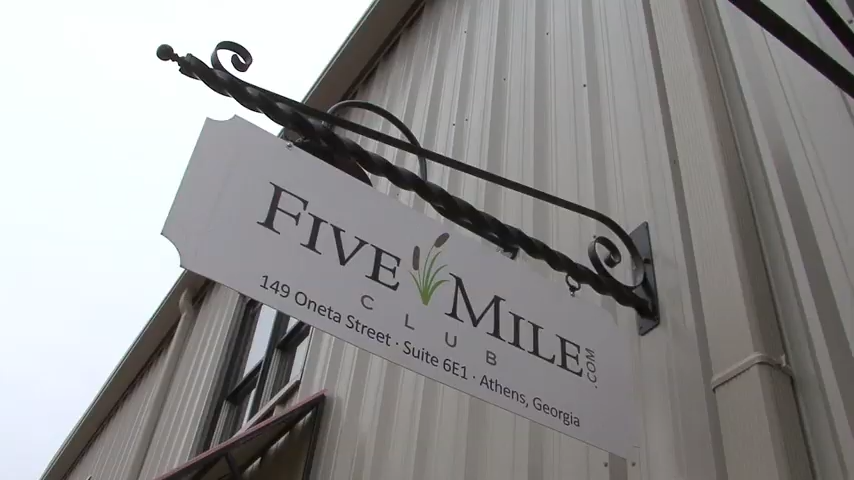 FIVE MILE
CLUB
.COM
149 Oneta Street · Suite 6E1 · Athens, Georgia